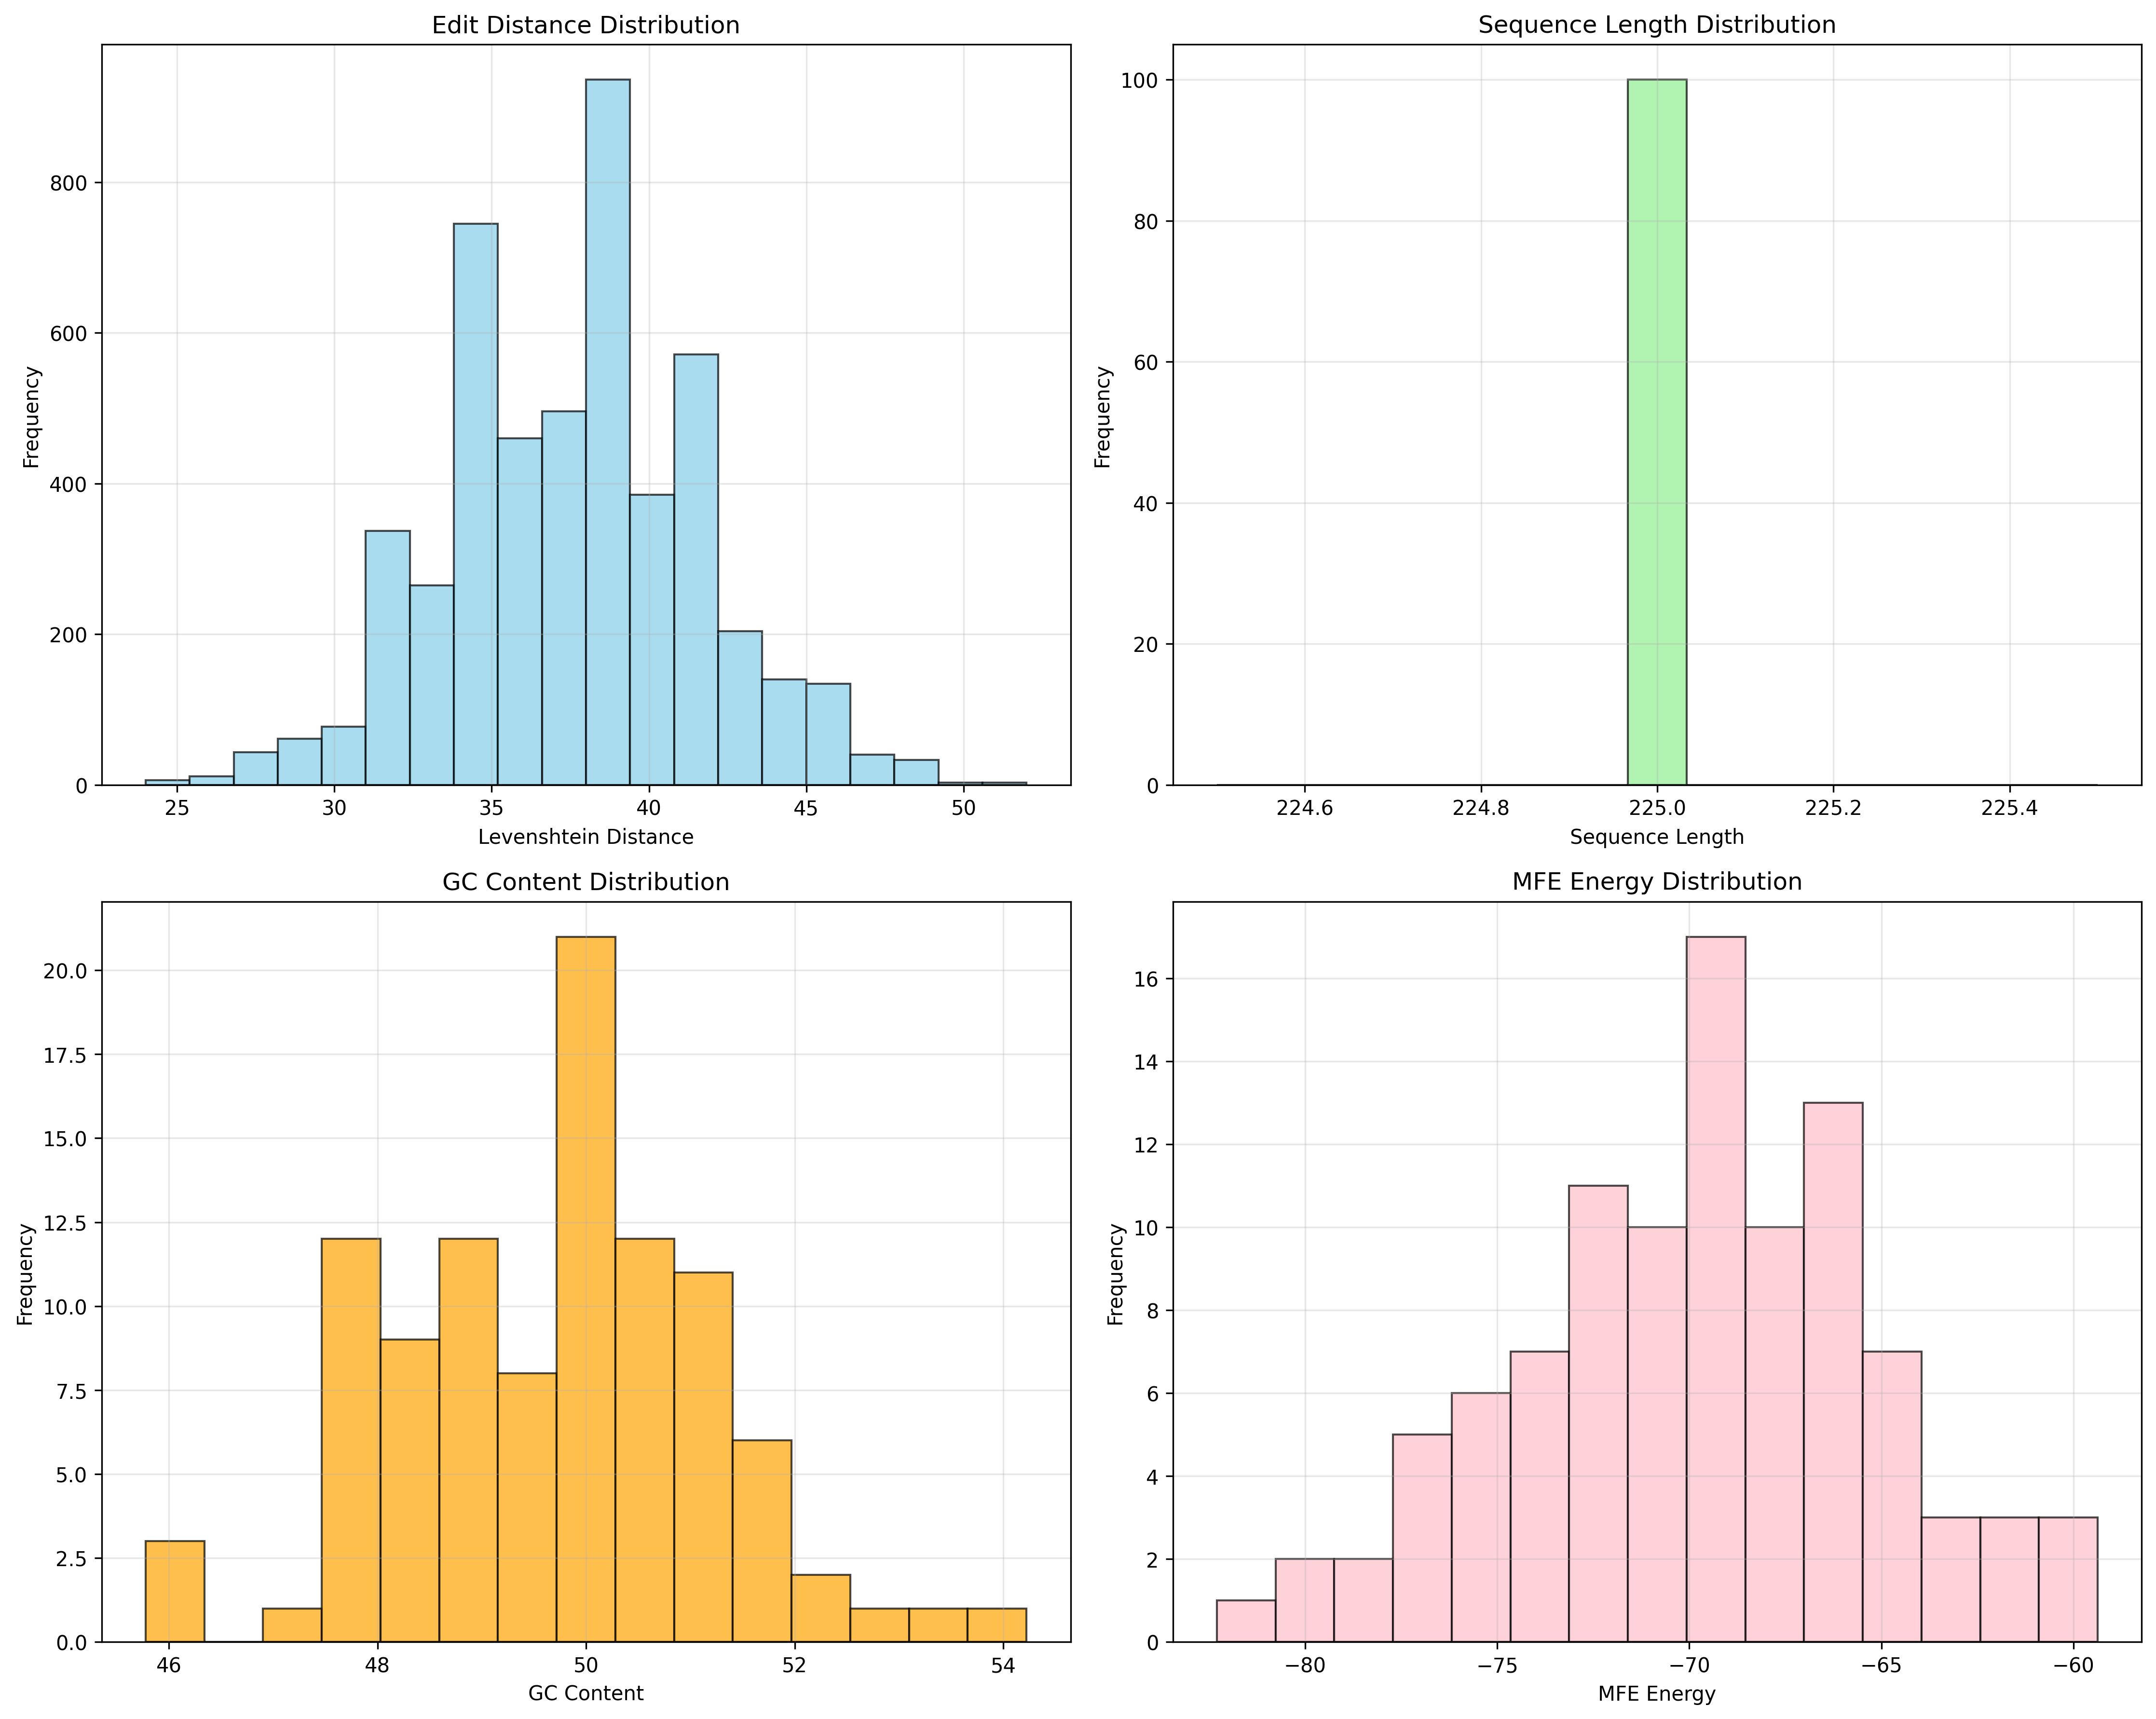 Edit Distance Distribution
Frequency
800
600
400
200
0
25 30 35 40 45 50
Levenshtein Distance
Sequence Length Distribution
Frequency
100
80
60
40
20
0
224.6 224.8 225.0 225.2 225.4
Sequence Length
GC Content Distribution
Frequency
20.0
17.5
15.0
12.5
10.0
7.5
5.0
2.5
0.0
46 48 50 52 54
GC Content
MFE Energy Distribution
Frequency
16
14
12
10
8
6
4
2
0
−80 −75 −70 −65 −60
MFE Energy